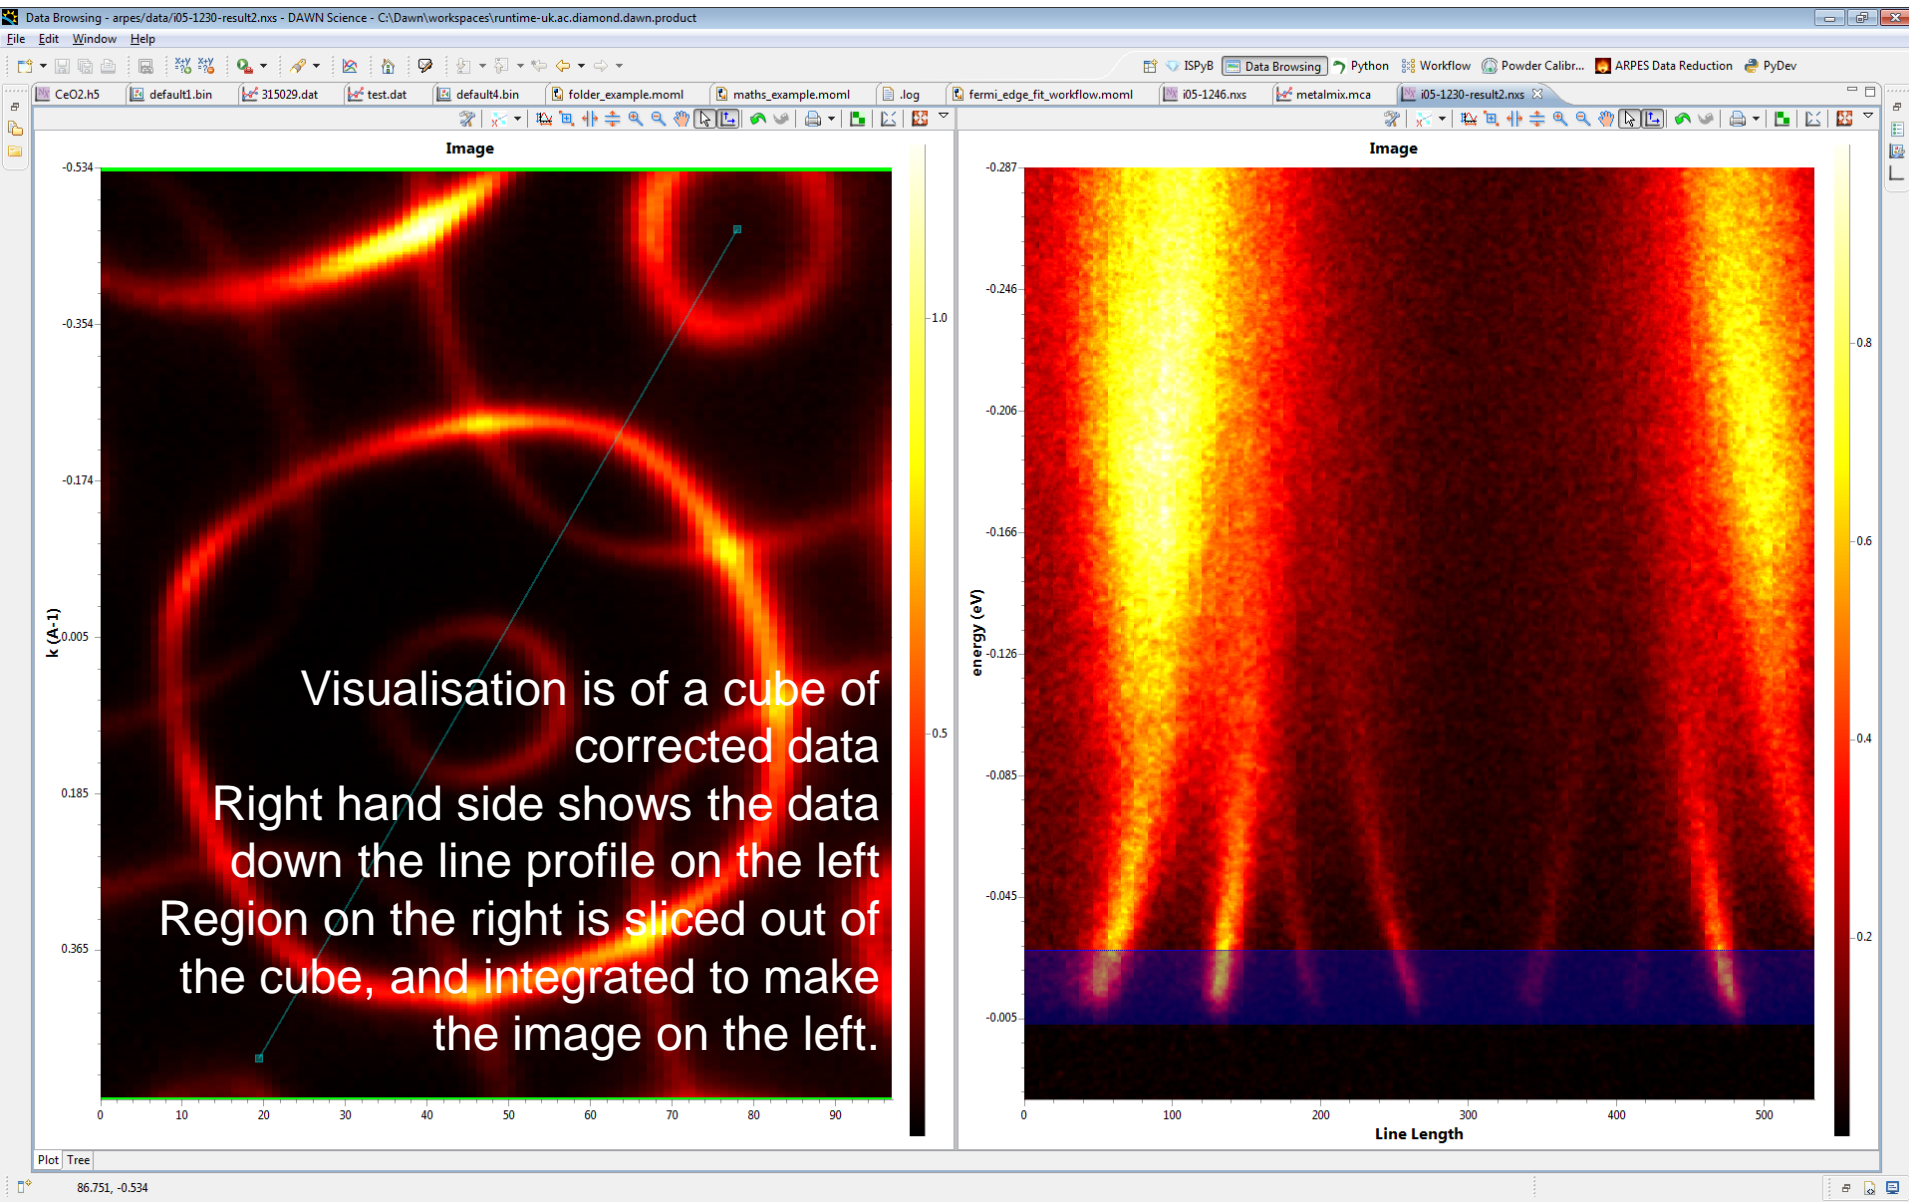 Data Browsing - arpes/data/i05-1230-result2.nxs - DAWN Science - C:\Dawn\workspaces\runtime-uk.ac.diamond.dawn.product
File Edit Window Help
ISPyB Data Browsing Python Workflow Powder Calibr... ARPES Data Reduction PyDev
CeO2.h5 default1.bin 315029.dat test.dat default4.bin folder_example.moml maths_example.moml .log fermi_edge_fit_workflow.moml i05-1246.nxs metalmix.mca i05-1230-result2.nxs
Image
-0.534
-0.354
-0.174
0.005
0.185
0.365
k (A-1)
0 10 20 30 40 50 60 70 80 90
1.0
0.5
Visualisation is of a cube of
corrected data
Right hand side shows the data
down the line profile on the left
Region on the right is sliced out of
the cube, and integrated to make
the image on the left.
Image
-0.287
-0.246
-0.206
-0.166
-0.126
-0.085
-0.045
-0.005
energy (eV)
0 100 200 300 400 500
Line Length
0.8
0.6
0.4
0.2
Plot Tree
86.751, -0.534